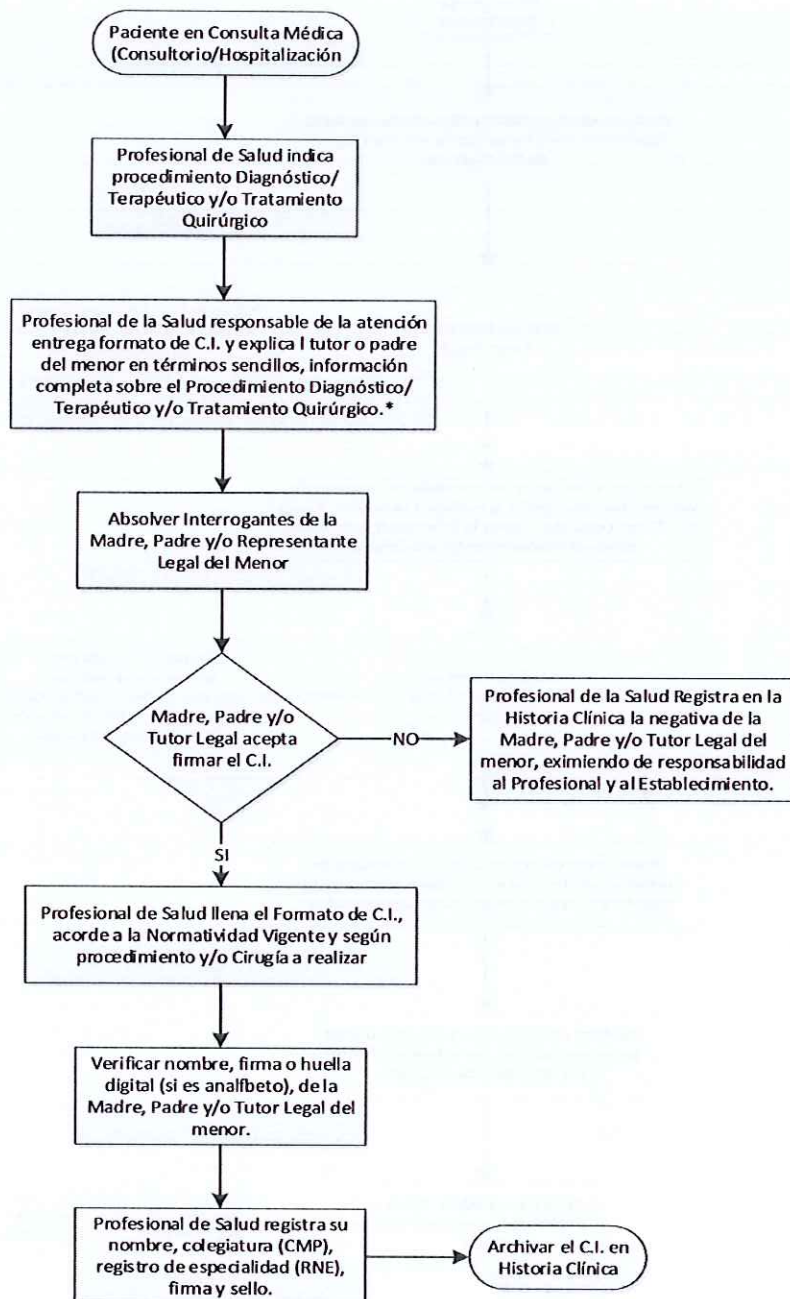 Paciente en Consulta Médica
(Consultorio/Hospitalización
Profesional de Salud indica
procedimiento Diagnóstico/
Terapéutico y/o Tratamiento
Quirúrgico
Profesional de la Salud responsable de la atención
entrega formato de C.I. y explica l tutor o padre
del menor en términos sencillos, información
completa sobre el Procedimiento Diagnóstico/
Terapéutico y/o Tratamiento Quirúrgico.*
Absolver Interrogantes de la
Madre, Padre y/o Representante
Legal del Menor
Madre, Padre y/o
Tutor Legal acepta
firmar el C.I.
NO
Profesional de la Salud Registra en la
Historia Clínica la negativa de la
Madre, Padre y/o Tutor Legal del
menor, eximiendo de responsabilidad
al Profesional y al Establecimiento.
SI
Profesional de Salud llena el Formato de C.I.,
acorde a la Normatividad Vigente y según
procedimiento y/o Cirugía a realizar
Verificar nombre, firma o huella
digital (si es analfbeto), de la
Madre, Padre y/o Tutor Legal del
menor.
Profesional de Salud registra su
nombre, colegiatura (CMP),
registro de especialidad (RNE),
firma y sello.
Archivar el C.I. en
Historia Clínica